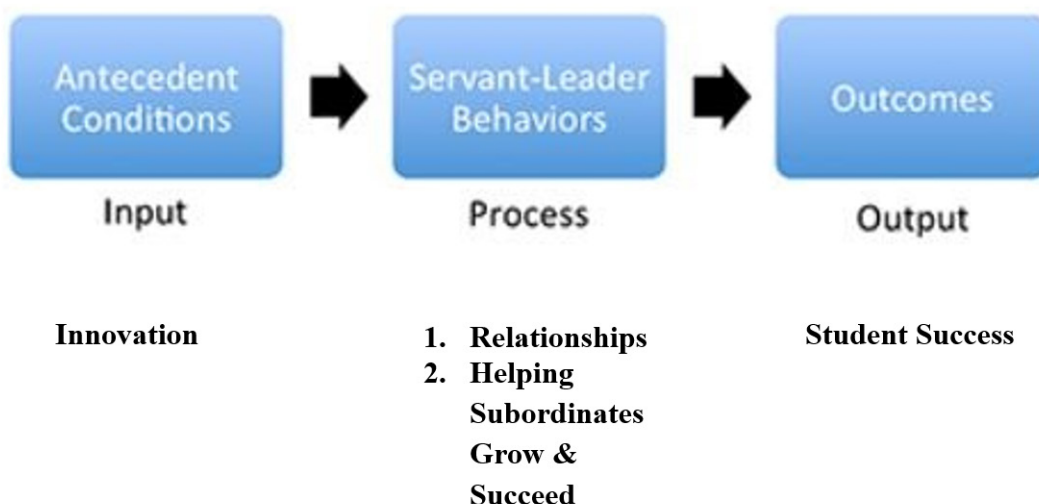 Antecedent
Conditions
Servant-Leader
Behaviors
Outcomes
Input
Process
Output
Innovation
1. Relationships
2. Helping
Subordinates
Grow &
Succeed
Student Success